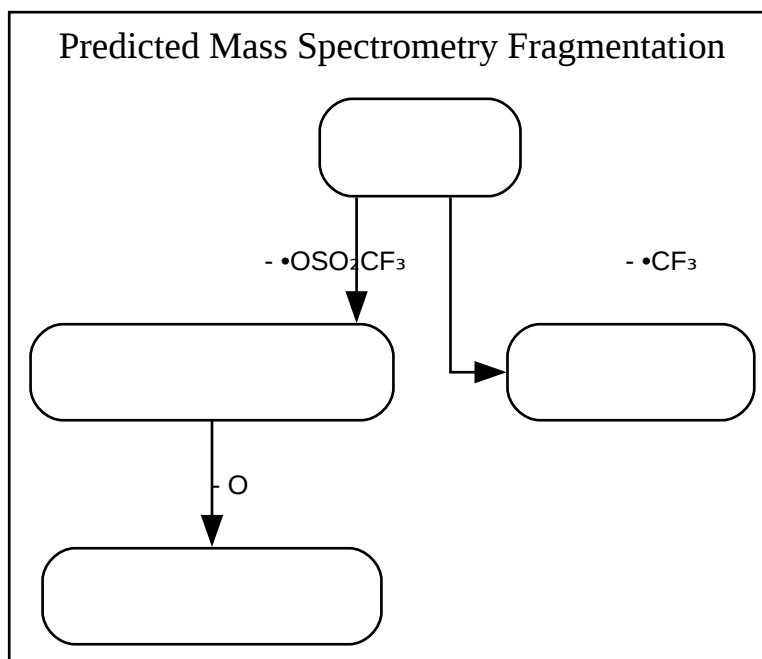 Predicted Mass Spectrometry Fragmentation
- •OSO₂CF₃
- •CF₃
- O